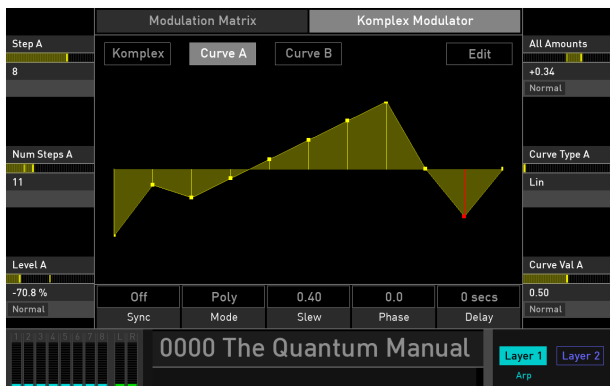 Modulation Matrix
Komplex Modulator
Step A
8
Komplex
Curve A
Curve B
Edit
All Amounts
+0.34
Normal
Num Steps A
11
Curve Type A
Lin
Level A
-70.8 %
Normal
Curve Val A
0.50
Normal
Off
Poly
0.40
0.0
0 secs
Sync
Mode
Slew
Phase
Delay
1 2 3 4 5 6 7 8 L R
0000 The Quantum Manual
Layer 1
Layer 2
Arp